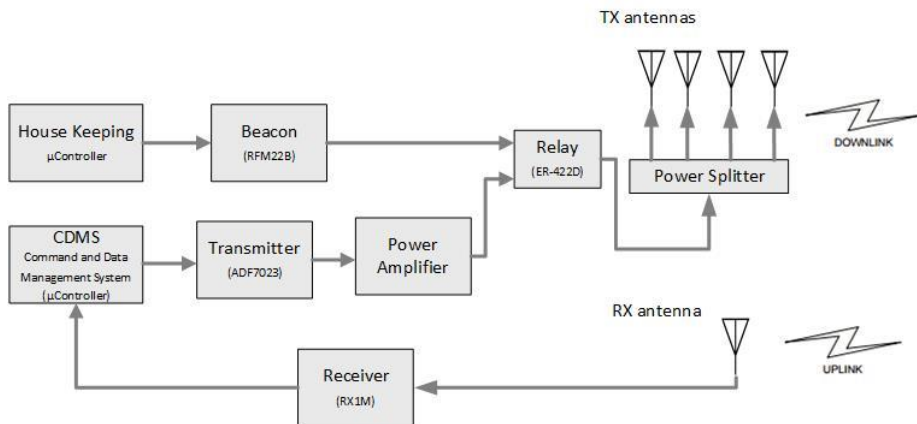 TX antennas
House Keeping
µController
Beacon
(RFM22B)
Relay
(ER-422D)
Power Splitter
DOWNLINK
CDMS
Command and Data
Management System
(µController)
Transmitter
(ADF7023)
Power
Amplifier
RX antenna
Receiver
(RX1M)
UPLINK